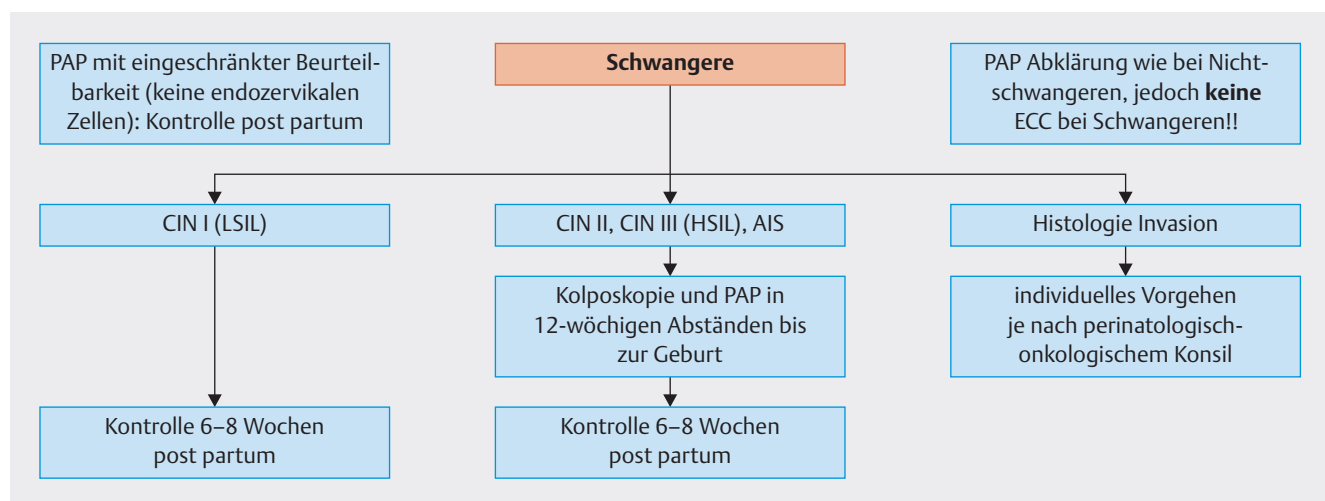 PAP mit eingeschränkter Beurteil-
barkeit (keine endozervikalen
Zellen): Kontrolle post partum
Schwangere
PAP Abklärung wie bei Nicht-
schwangeren, jedoch keine
ECC bei Schwangeren!!
CIN I (LSIL)
CIN II, CIN III (HSIL), AIS
Histologie Invasion
Kolposkopie und PAP in
12-wöchigen Abständen bis
zur Geburt
individuelles Vorgehen
je nach perinatologisch-
onkologischem Konsil
Kontrolle 6–8 Wochen
post partum
Kontrolle 6–8 Wochen
post partum